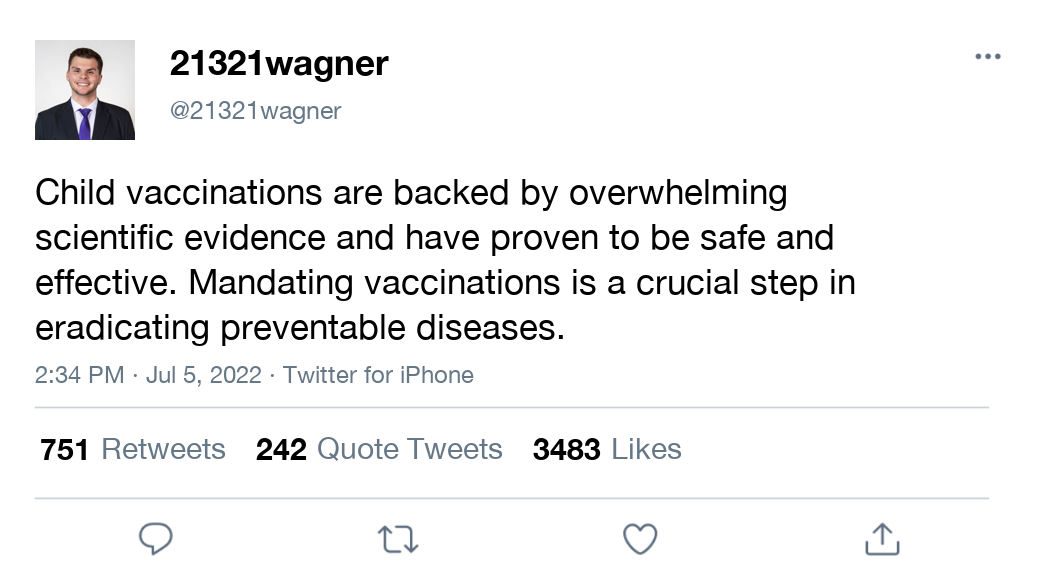 21321wagner
@21321wagner
Child vaccinations are backed by overwhelming
scientific evidence and have proven to be safe and
effective. Mandating vaccinations is a crucial step in
eradicating preventable diseases.
2:34 PM · Jul 5, 2022 · Twitter for iPhone
751 Retweets 242 Quote Tweets 3483 Likes